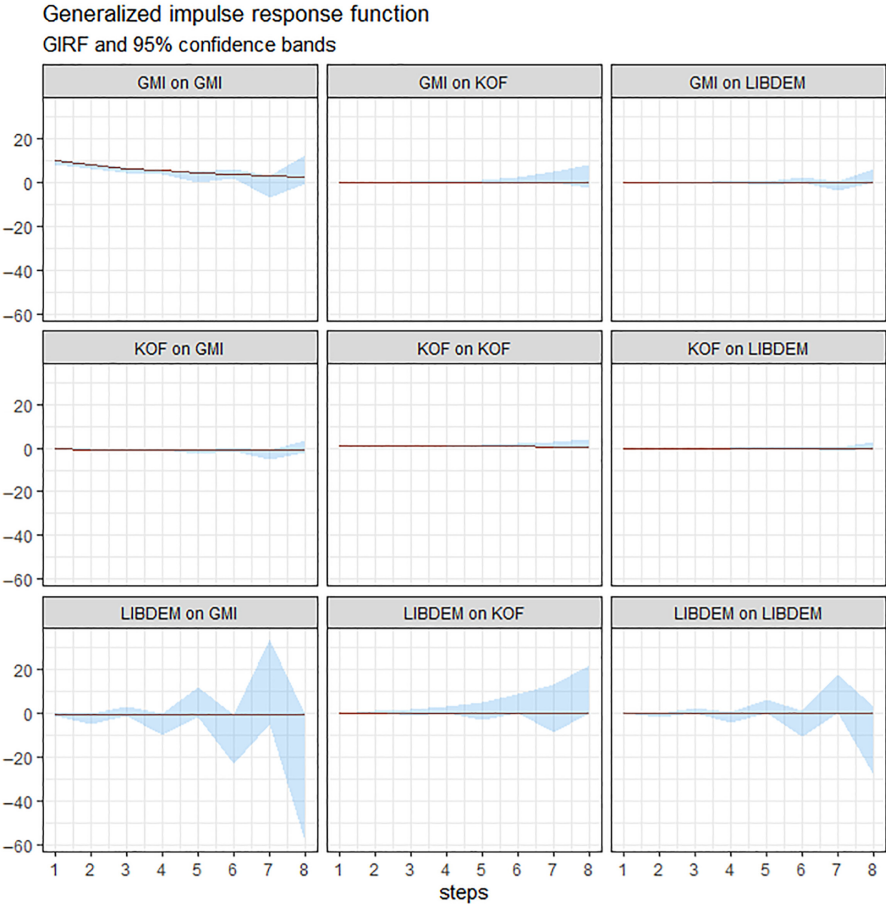 Generalized impulse response function
GIRF and 95% confidence bands
GMI on GMI
GMI on KOF
GMI on LIBDEM
20
0
−20
−40
−60
KOF on GMI
KOF on KOF
KOF on LIBDEM
20
0
−20
−40
−60
LIBDEM on GMI
LIBDEM on KOF
LIBDEM on LIBDEM
20
0
−20
−40
−60
1 2 3 4 5 6 7 8
1 2 3 4 5 6 7 8
1 2 3 4 5 6 7 8
steps